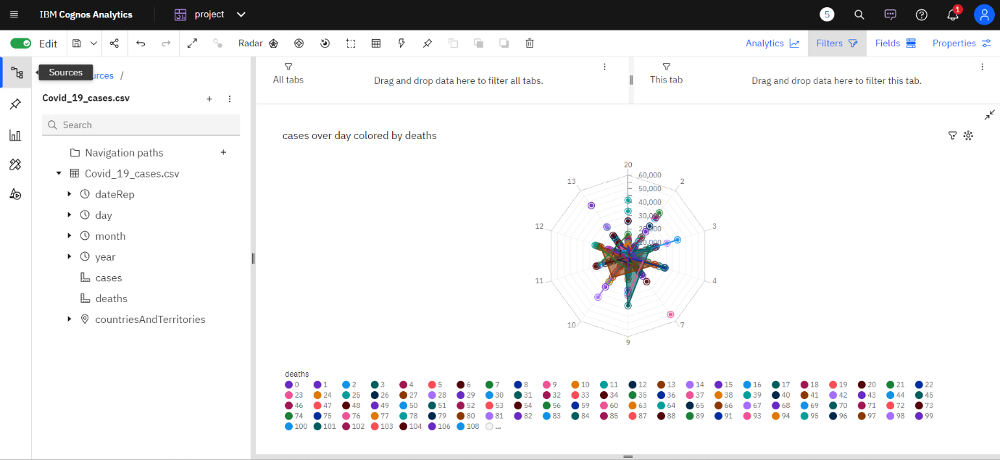 IBM Cognos Analytics
project
5
1
Edit
Radar
Analytics
Filters
Fields
Properties
Sources
urces /
Covid_19_cases.csv
Search
Navigation paths
Covid_19_cases.csv
dateRep
day
month
year
cases
deaths
countriesAndTerritories
All tabs
Drag and drop data here to filter all tabs.
This tab
Drag and drop data here to filter this tab.
cases over day colored by deaths
20
2
3
4
7
9
10
11
12
13
60,000
50,000
40,000
30,000
20,000
10,000
deaths
0 1 2 3 4 5 6 7 8 9 10 11 12 13 14 15 16 17 18 19 20 21 22
23 24 25 26 27 28 29 30 31 32 33 34 35 36 37 38 39 40 41 42 43 44 45
46 47 48 49 50 51 52 53 54 56 58 59 60 63 64 65 66 67 68 69 70 71 72 73
74 75 76 77 78 79 80 81 82 83 84 85 87 88 89 91 93 94 95 96 97 98 99
100 101 102 103 104 106 108 ...